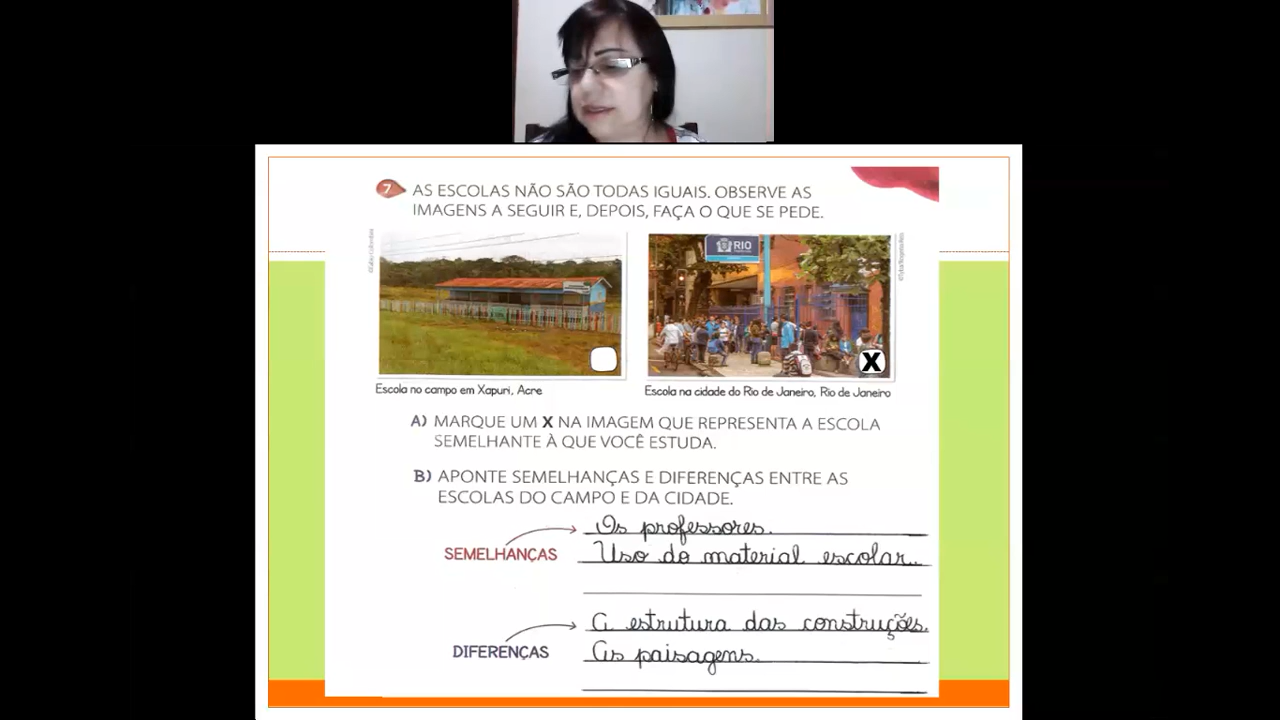 7 AS ESCOLAS NÃO SÃO TODAS IGUAIS. OBSERVE AS
IMAGENS A SEGUIR E, DEPOIS, FAÇA O QUE SE PEDE.
RIO
X
Escola no campo em Xapuri, Acre
Escola na cidade do Rio de Janeiro, Rio de Janeiro
A) MARQUE UM X NA IMAGEM QUE REPRESENTA A ESCOLA
SEMELHANTE À QUE VOCÊ ESTUDA.
B) APONTE SEMELHANÇAS E DIFERENÇAS ENTRE AS
ESCOLAS DO CAMPO E DA CIDADE.
Os professores.
SEMELHANÇAS
Uso do material escolar.
A estrutura das construções.
DIFERENÇAS
As paisagens.